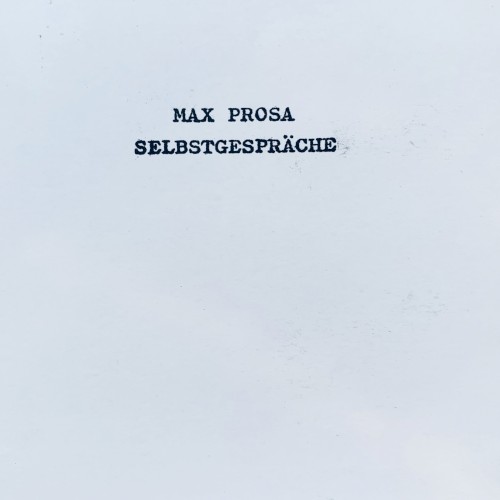 MAX PROSA
SELBSTGESPRÄCHE